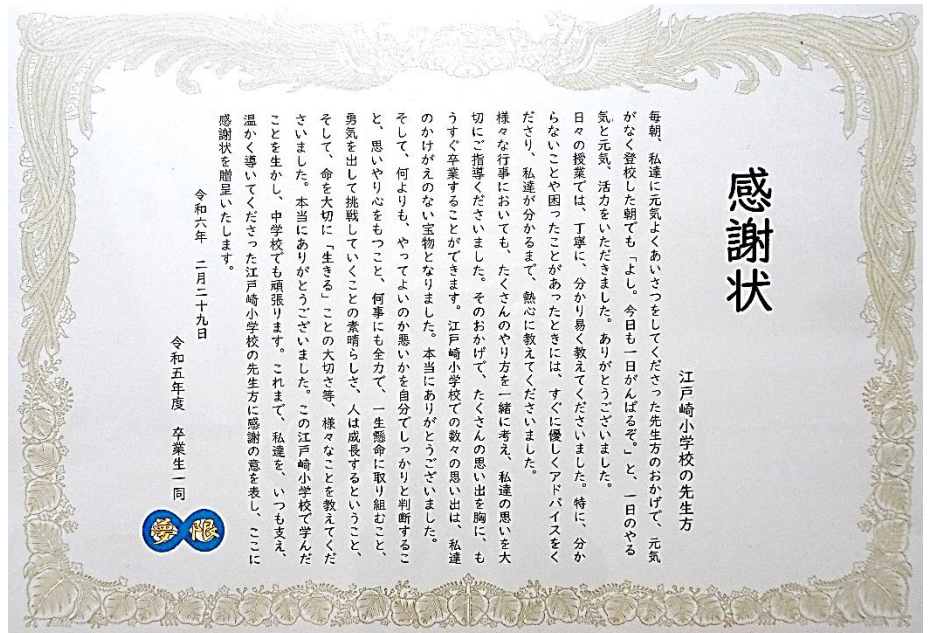 感謝状
江戸崎小学校の先生方
毎朝、私達に元気よくあいさつをしてくださった先生方のおかげで、元気
がなく登校した朝でも「よし。今日も一日がんばるぞ。」と、一日のやる
気と元気、活力をいただきました。ありがとうございました。
日々の授業では、丁寧に、分かり易く教えてくださいました。特に、分か
らないことや困ったことがあったときには、すぐに優しくアドバイスをく
ださり、私達が分かるまで、熱心に教えてくださいました。
様々な行事においても、たくさんのやり方を一緒に考え、私達の思いを大
切にご指導くださいました。そのおかげで、たくさんの思い出を胸に、も
うすぐ卒業することができます。江戸崎小学校での数々の思い出は、私達
のかけがえのない宝物となりました。本当にありがとうございました。
そして、何よりも、やってよいのか悪いかを自分でしっかりと判断するこ
と、思いやり心をもつこと、何事にも全力で、一生懸命に取り組むこと、
勇気を出して挑戦していくことの素晴らしさ、人は成長するということ、
そして、命を大切に「生きる」ことの大切さ等、様々なことを教えてくだ
さいました。本当にありがとうございました。この江戸崎小学校で学んだ
ことを生かし、中学校でも頑張ります。これまで、私達を、いつも支え、
温かく導いてくださった江戸崎小学校の先生方に感謝の意を表し、ここに
感謝状を贈呈いたします。
令和六年 二月二十九日
令和五年度 卒業生一同
夢 限